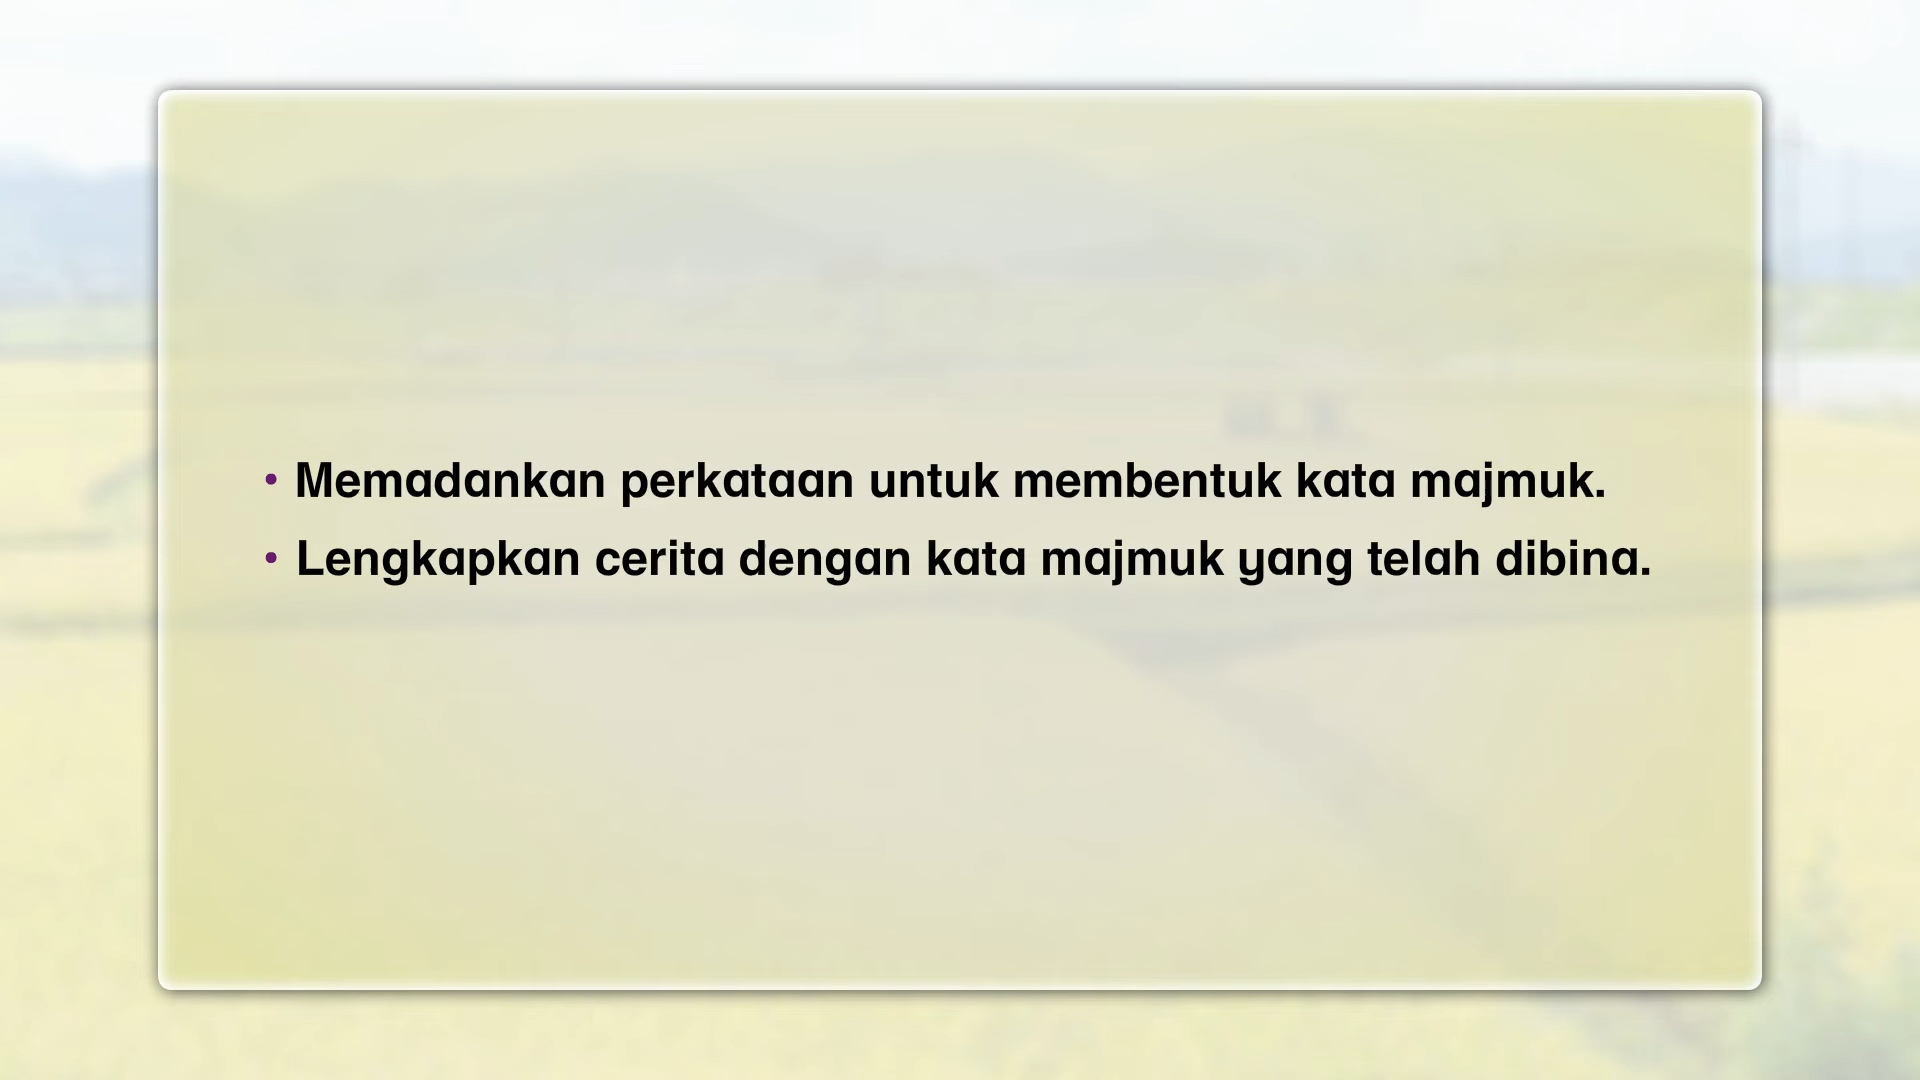 • Memadankan perkataan untuk membentuk kata majmuk.
• Lengkapkan cerita dengan kata majmuk yang telah dibina.